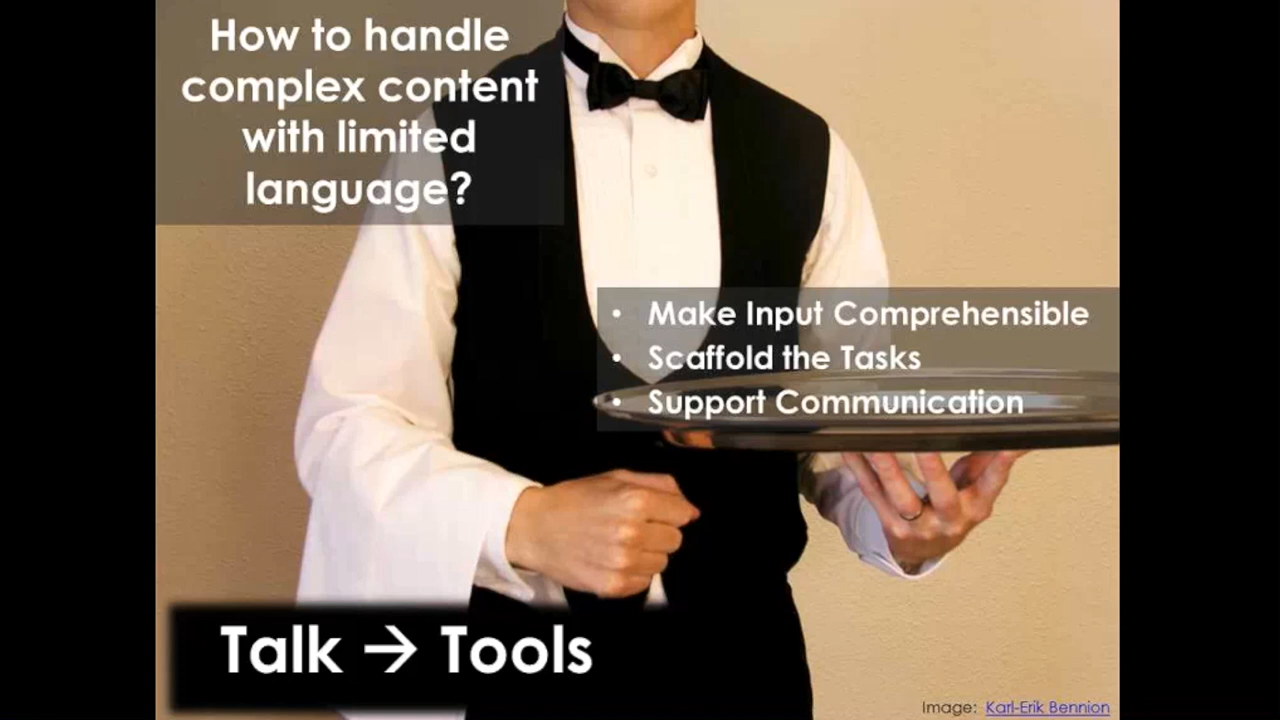 How to handle
complex content
with limited
language?
• Make Input Comprehensible
• Scaffold the Tasks
• Support Communication
Talk → Tools
Image: Karl-Erik Bennion